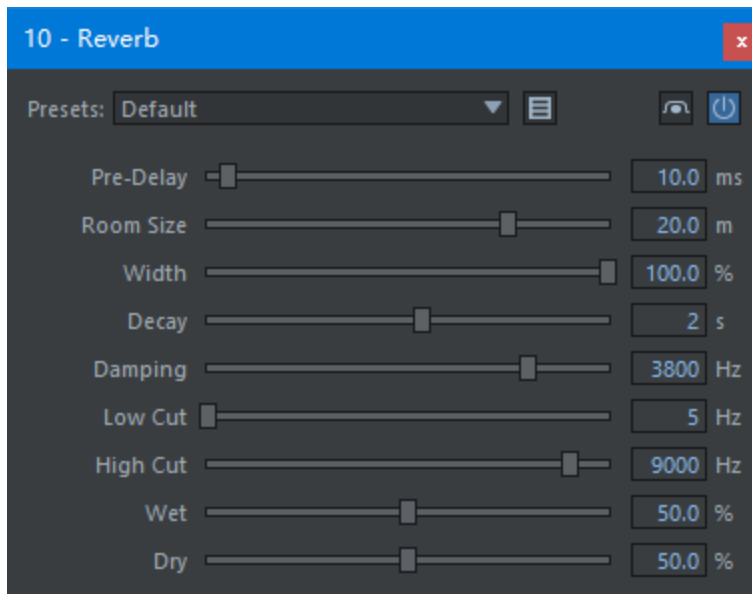 10 - Reverb
x
Presets: Default
Pre-Delay 10.0 ms
Room Size 20.0 m
Width 100.0 %
Decay 2 s
Damping 3800 Hz
Low Cut 5 Hz
High Cut 9000 Hz
Wet 50.0 %
Dry 50.0 %